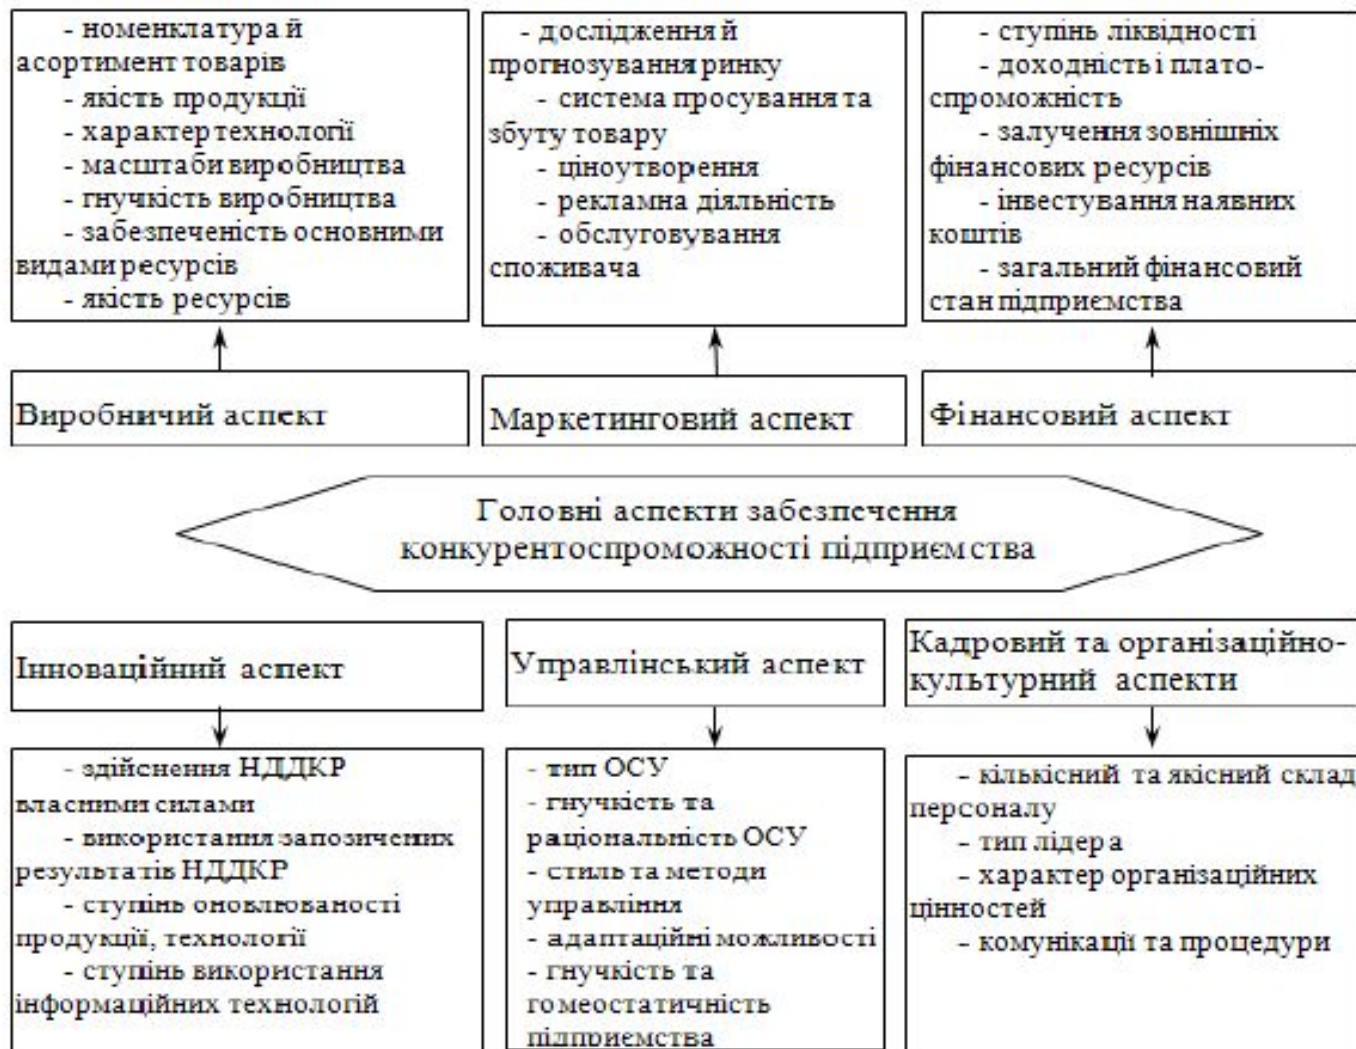 - номенклатура й
асортимент товарів
- якість продукції
- характер технології
- масштаби виробництва
- гнучкість виробництва
- забезпеченість основними
видами ресурсів
- якість ресурсів
- дослідження й
прогнозування ринку
- система просування та
збуту товару
- ціноутворення
- рекламна діяльність
- обслуговування
споживача
- ступінь ліквідності
- доходність і плато-
спроможність
- залучення зовнішніх
фінансових ресурсів
- інвестування наявних
коштів
- загальний фінансовий
стан підприємства
Виробничий аспект
Маркетинговий аспект
Фінансовий аспект
Головні аспекти забезпечення
конкурентоспроможності підприємства
Інноваційний аспект
Управлінський аспект
Кадровий та організаційно-
культурний аспекти
- здійснення НДДКР
власними силами
- використання запозичених
результатів НДДКР
- ступінь оновлюваності
продукції, технології
- ступінь використання
інформаційних технологій
- тип ОСУ
- гнучкість та
раціональність ОСУ
- стиль та методи
управління
- адаптаційні можливості
- гнучкість та
гомеостатичність
підприємства
- кількісний та якісний склад
персоналу
- тип лідера
- характер організаційних
цінностей
- комунікації та процедури